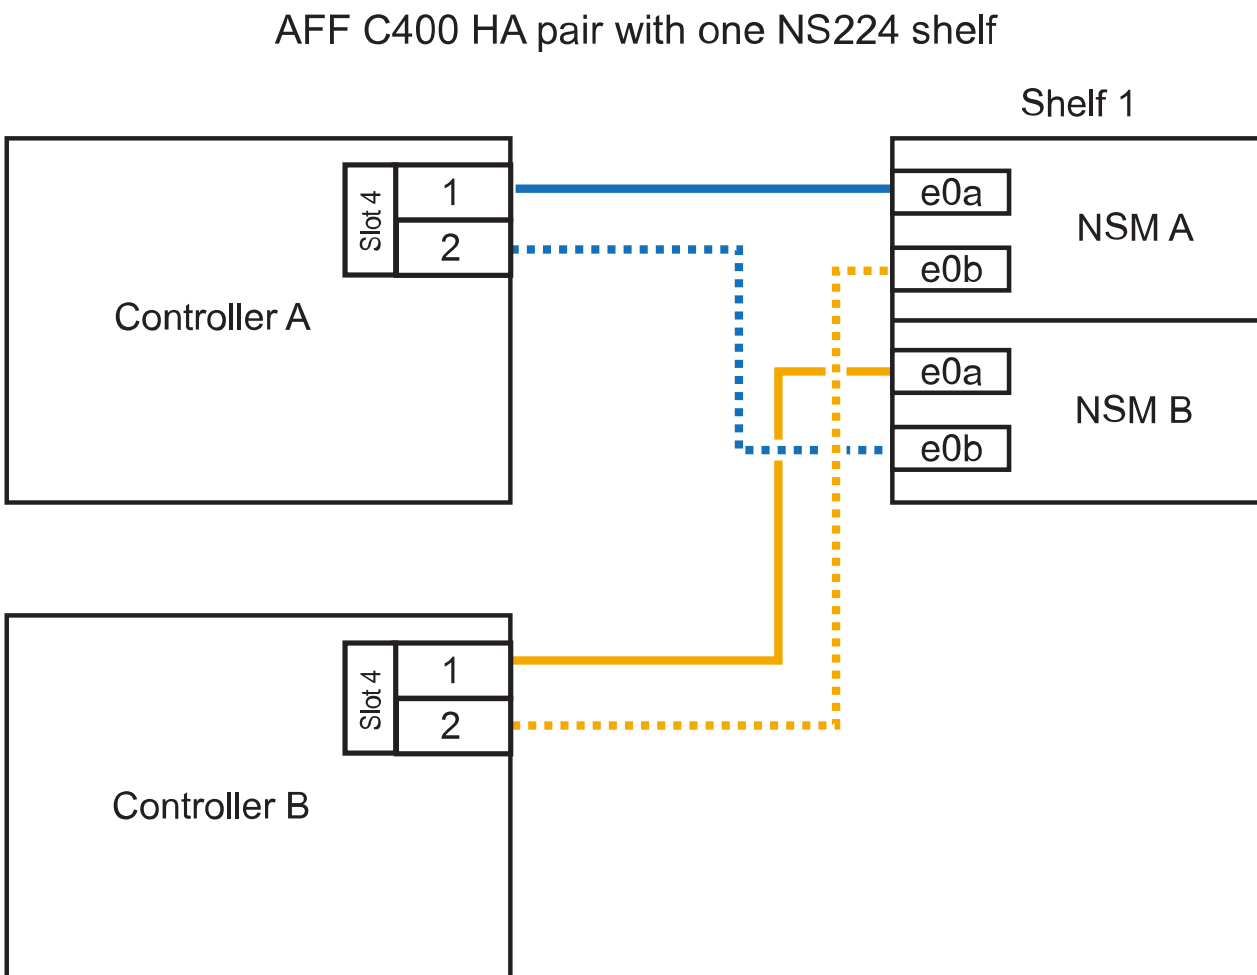 AFF C400 HA pair with one NS224 shelf
Shelf 1
Slot 4
1
2
Controller A
e0a
e0b
NSM A
e0a
e0b
NSM B
Slot 4
1
2
Controller B